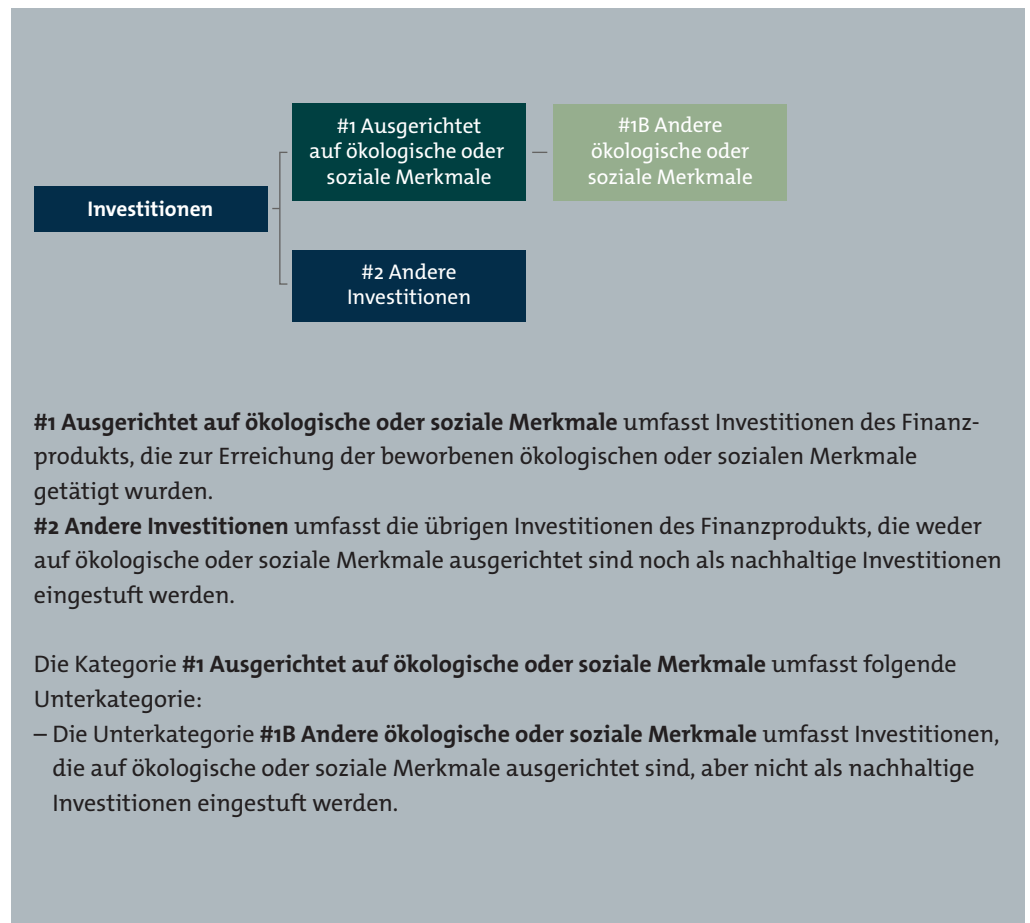 #1 Ausgerichtet
auf ökologische oder
soziale Merkmale
#1B Andere
ökologische oder
soziale Merkmale
Investitionen
#2 Andere
Investitionen
#1 Ausgerichtet auf ökologische oder soziale Merkmale umfasst Investitionen des Finanz-
produkts, die zur Erreichung der beworbenen ökologischen oder sozialen Merkmale
getätigt wurden.
#2 Andere Investitionen umfasst die übrigen Investitionen des Finanzprodukts, die weder
auf ökologische oder soziale Merkmale ausgerichtet sind noch als nachhaltige Investitionen
eingestuft werden.
Die Kategorie #1 Ausgerichtet auf ökologische oder soziale Merkmale umfasst folgende
Unterkategorie:
– Die Unterkategorie #1B Andere ökologische oder soziale Merkmale umfasst Investitionen,
die auf ökologische oder soziale Merkmale ausgerichtet sind, aber nicht als nachhaltige
Investitionen eingestuft werden.